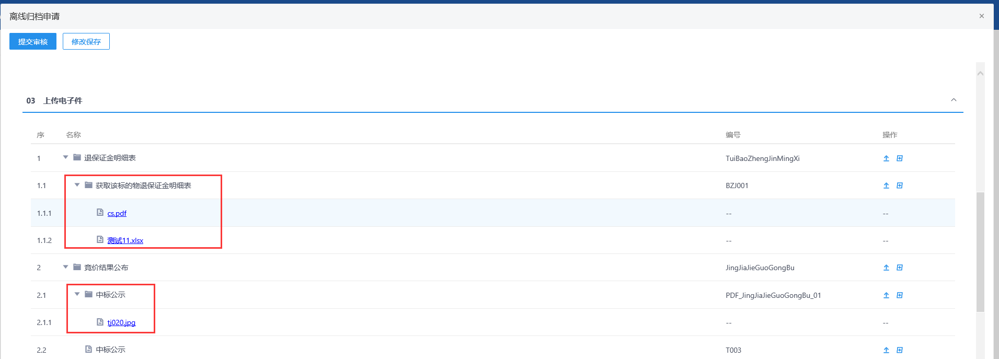 离线归档申请
×
提交审核 修改保存
03 上传电子件
序 名称 编号 操作
1 退保证金明细表 TuiBaoZhengJinMingXi
1.1 获取该标的物退保证金明细表 BZJ001
1.1.1 cs.pdf -- --
1.1.2 测试11.xlsx -- --
2 竟价结果公布 JingJiaJieGuoGongBu
2.1 中标公示 PDF_JingJiaJieGuoGongBu_01
2.1.1 tj020.jpg -- --
2.2 中标公示 T003